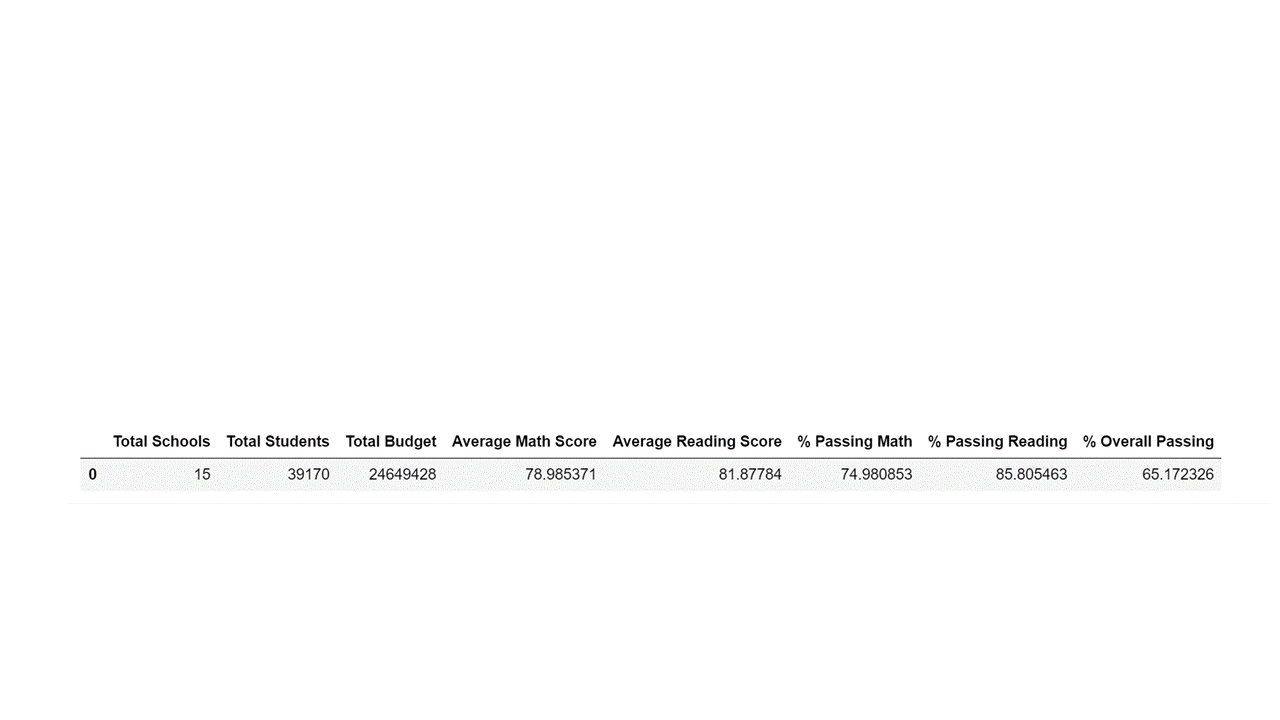 Total Schools Total Students Total Budget Average Math Score Average Reading Score % Passing Math % Passing Reading % Overall Passing
0 15 39170 24649428 78.985371 81.87784 74.980853 85.805463 65.172326